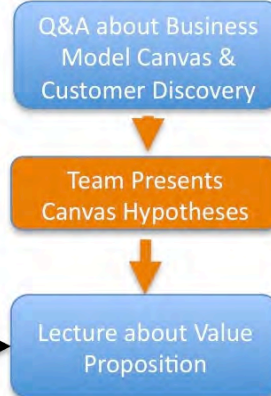 Q&A about Business
Model Canvas &
Customer Discovery
Team Presents
Canvas Hypotheses
Lecture about Value
Proposition